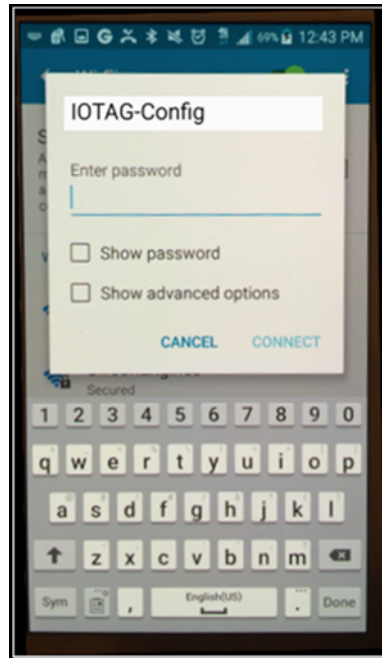 69% 12:43 PM
IOTAG-Config
Enter password
Show password
Show advanced options
CANCEL CONNECT
Secured
1 2 3 4 5 6 7 8 9 0
q w e r t y u i o p
a s d f g h j k l
z x c v b n m
Sym , English(US) . Done